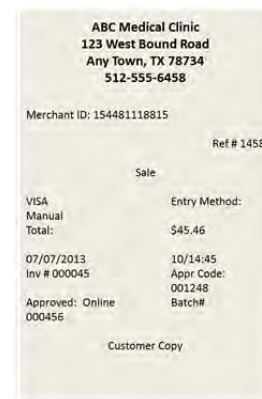 ABC Medical Clinic
123 West Bound Road
Any Town, TX 78734
512-555-6458
Merchant ID: 154481118815
Ref # 1458
Sale
VISA Entry Method:
Manual
Total: $45.46
07/07/2013 10/14:45
Inv # 000045 Appr Code:
001248
Approved: Online Batch#
000456
Customer Copy